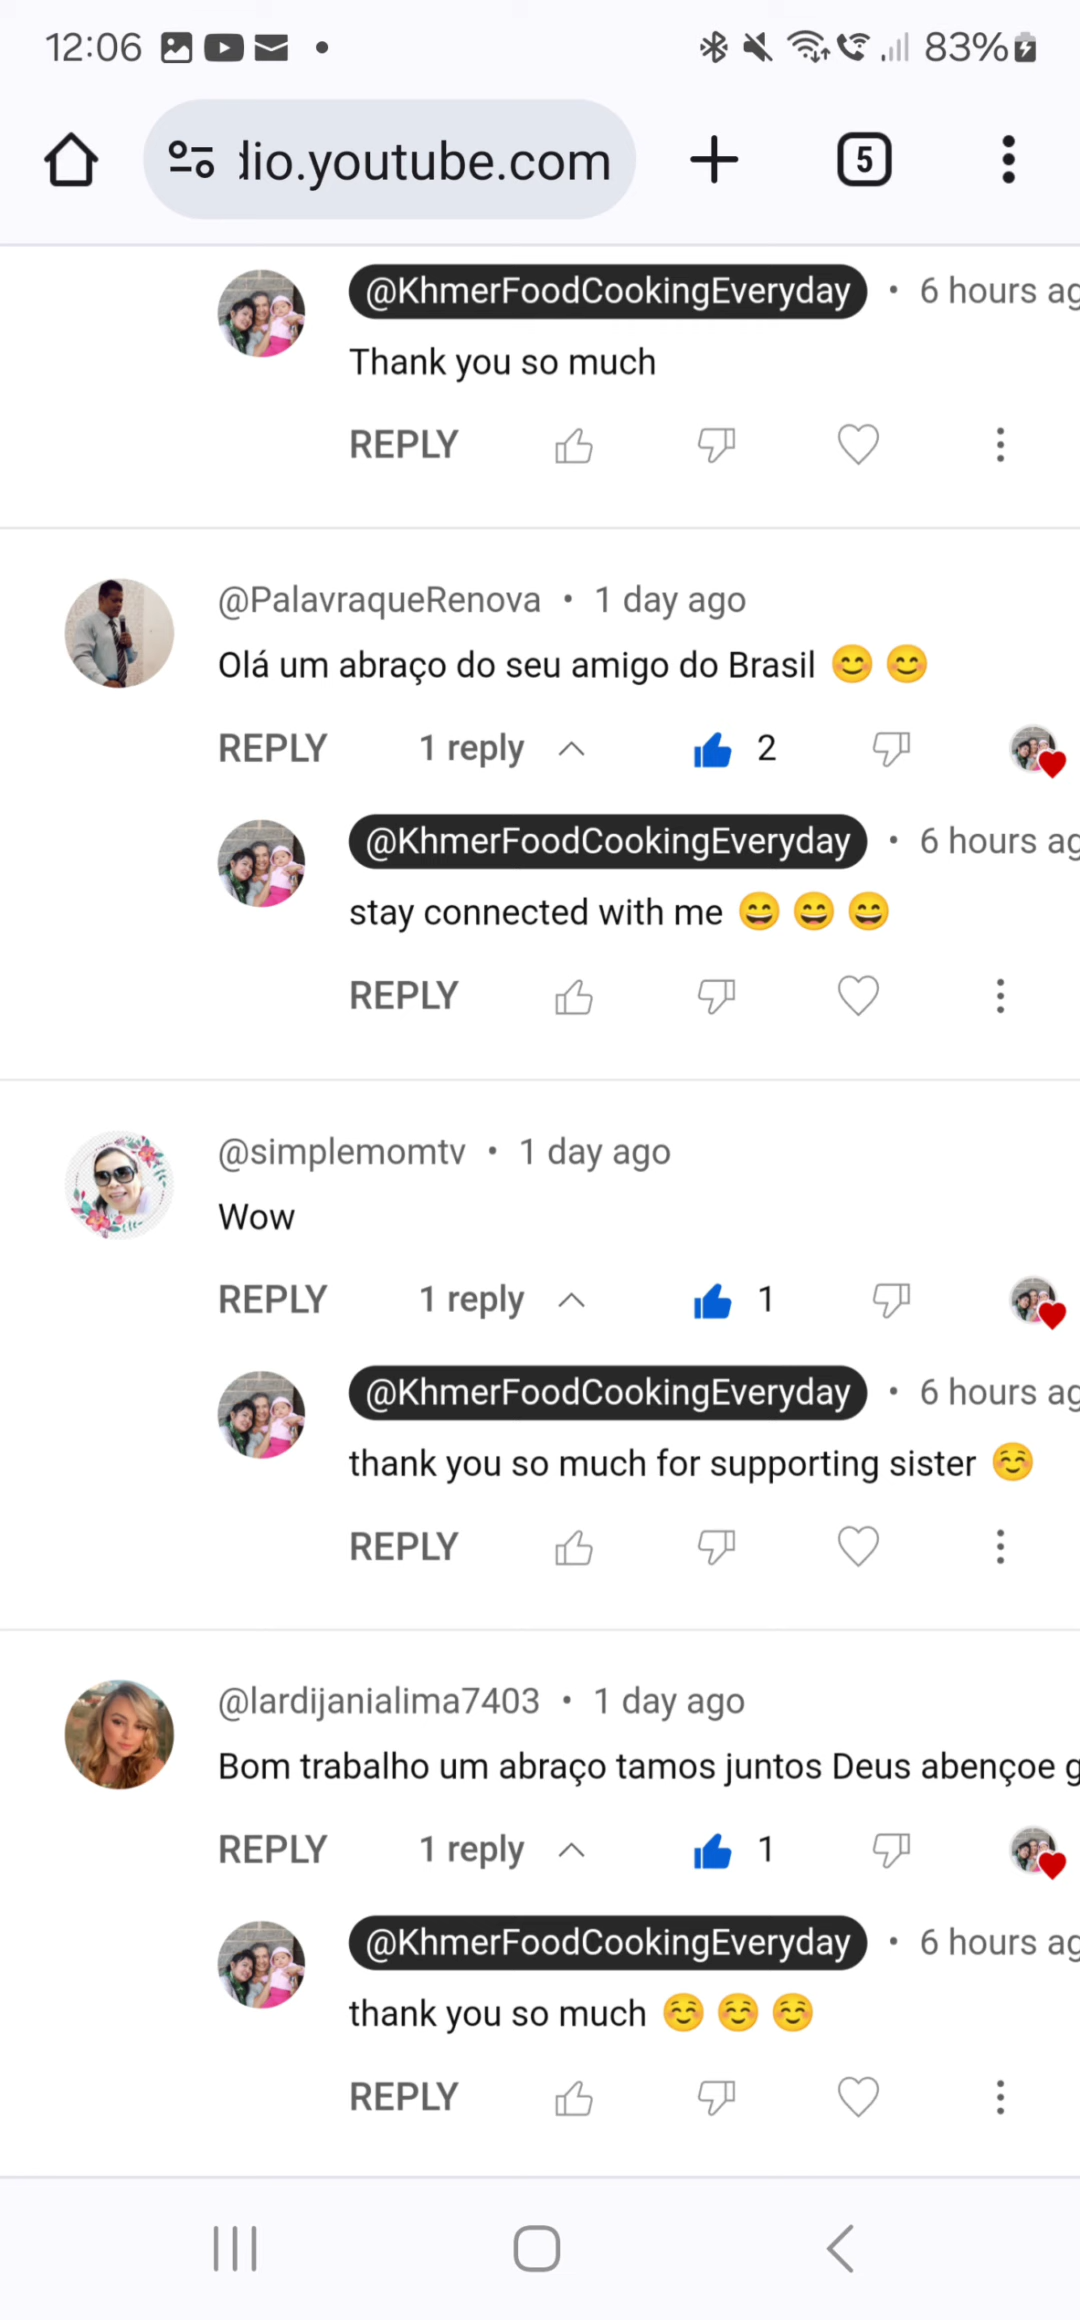 12:06
83%
dio.youtube.com
5
@KhmerFoodCookingEveryday • 6 hours ag
Thank you so much
REPLY
@PalavraqueRenova • 1 day ago
Olá um abraço do seu amigo do Brasil 😊 😊
REPLY 1 reply 2
@KhmerFoodCookingEveryday • 6 hours ag
stay connected with me 😄 😄 😄
REPLY
@simplemomtv • 1 day ago
Wow
REPLY 1 reply 1
@KhmerFoodCookingEveryday • 6 hours ag
thank you so much for supporting sister ☺️
REPLY
@lardijanialima7403 • 1 day ago
Bom trabalho um abraço tamos juntos Deus abençoe g
REPLY 1 reply 1
@KhmerFoodCookingEveryday • 6 hours ag
thank you so much ☺️ ☺️ ☺️
REPLY